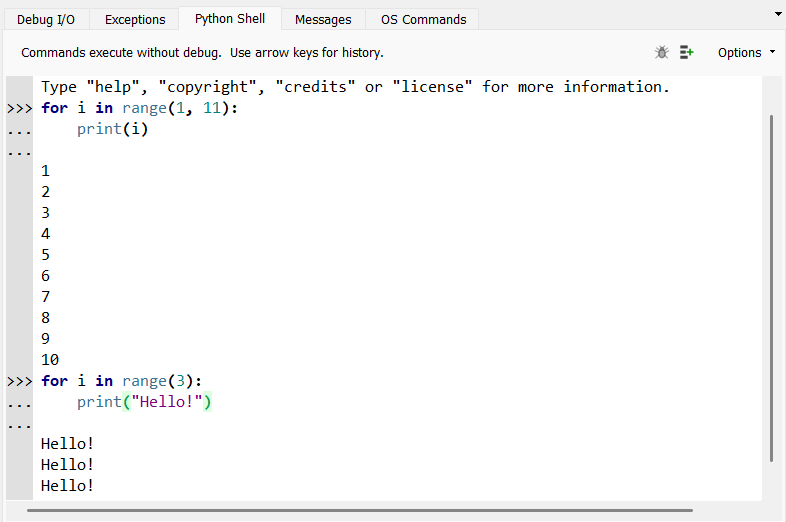 Debug I/O Exceptions Python Shell Messages OS Commands
Commands execute without debug. Use arrow keys for history. Options
Type "help", "copyright", "credits" or "license" for more information.
>>> for i in range(1, 11):
... print(i)
...
1
2
3
4
5
6
7
8
9
10
>>> for i in range(3):
... print("Hello!")
...
Hello!
Hello!
Hello!